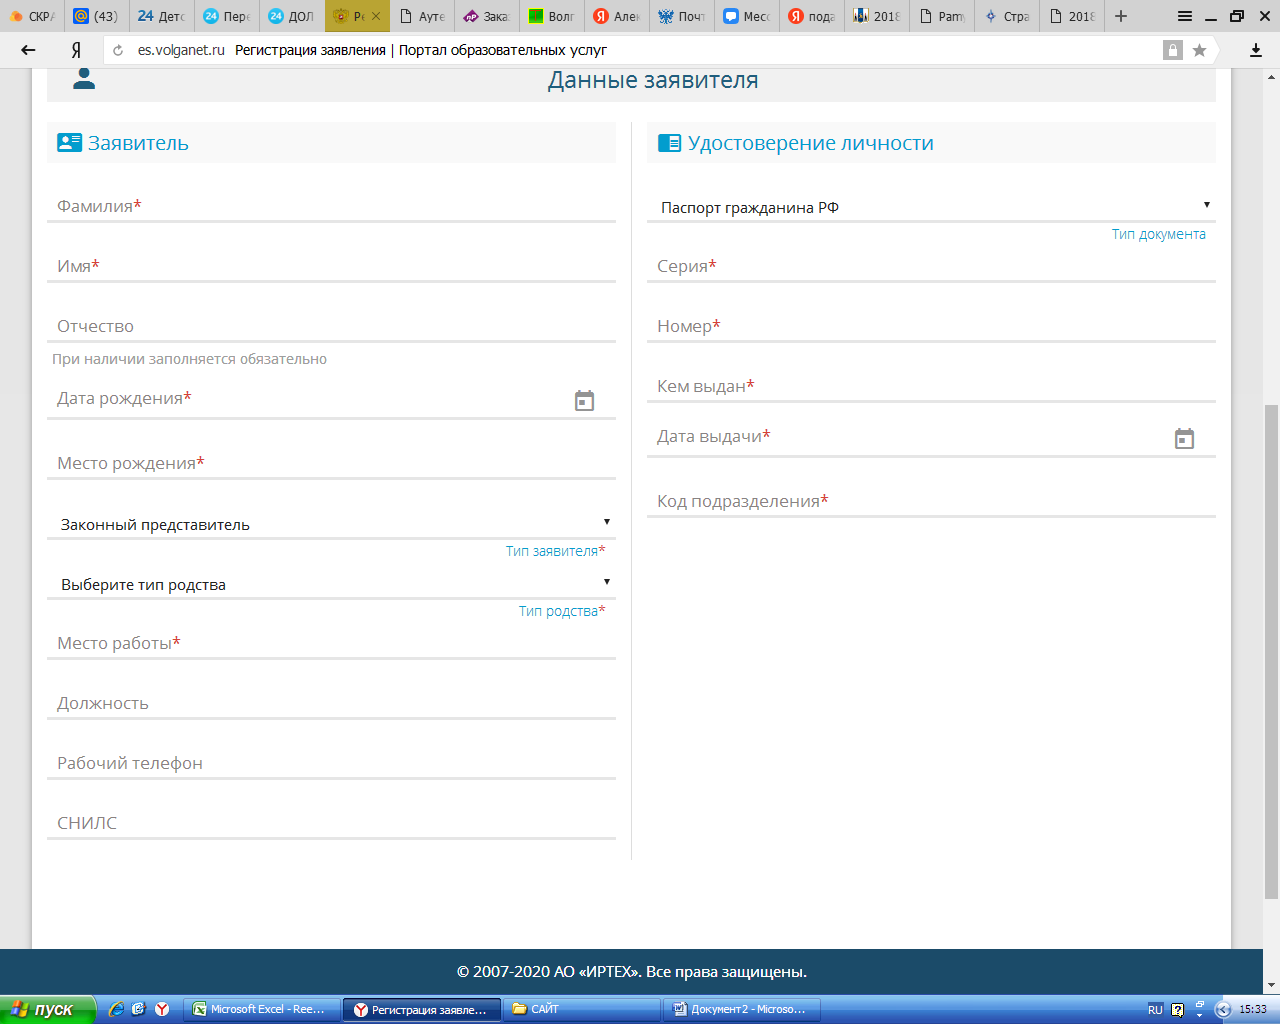 СКРА
(43)
24 Детс
24 Пере
24 ДОЛ
Ре
Ауте
Зака
Волг
Я Алек
Почт
Месс
Я пода
2018
Pamy
Стра
2018
Я es.volganet.ru Регистрация заявления | Портал образовательных услуг
Данные заявителя
Заявитель
Фамилия*
Имя*
Отчество
При наличии заполняется обязательно
Дата рождения*
Место рождения*
Законный представитель
Тип заявителя*
Выберите тип родства
Тип родства*
Место работы*
Должность
Рабочий телефон
СНИЛС
Удостоверение личности
Паспорт гражданина РФ
Тип документа
Серия*
Номер*
Кем выдан*
Дата выдачи*
Код подразделения*
© 2007-2020 АО «ИРТЕХ». Все права защищены.
пуск
Microsoft Excel - Ree...
Регистрация заявле...
САЙТ
Документ2 - Microso...
RU
15:33